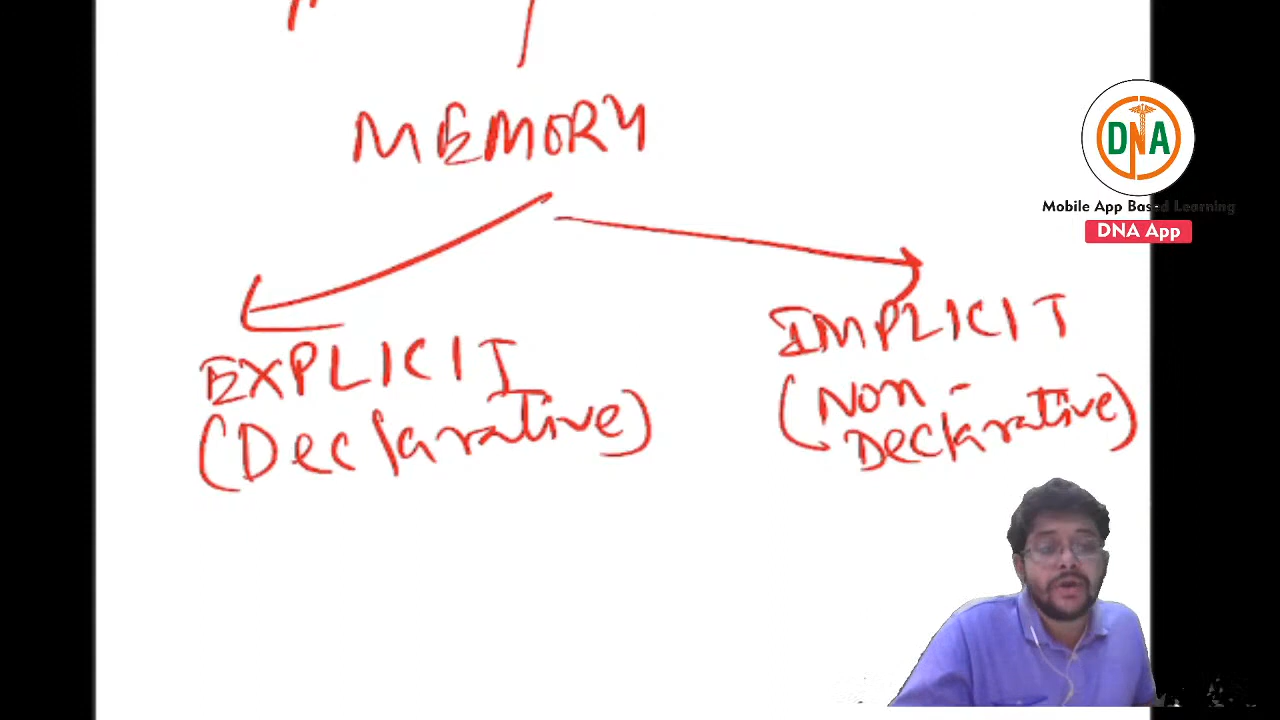 MEMORY
EXPLICIT
(Declarative)
IMPLICIT
(Non-
Declarative)
DNA
Mobile App Based Learning
DNA App